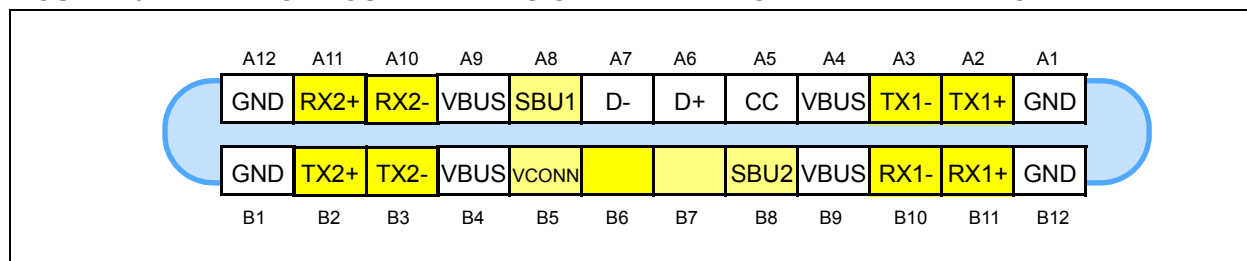 A12 A11 A10 A9 A8 A7 A6 A5 A4 A3 A2 A1
GND RX2+ RX2- VBUS SBU1 D- D+ CC VBUS TX1- TX1+ GND
GND TX2+ TX2- VBUS VCONN SBU2 VBUS RX1- RX1+ GND
B1 B2 B3 B4 B5 B6 B7 B8 B9 B10 B11 B12